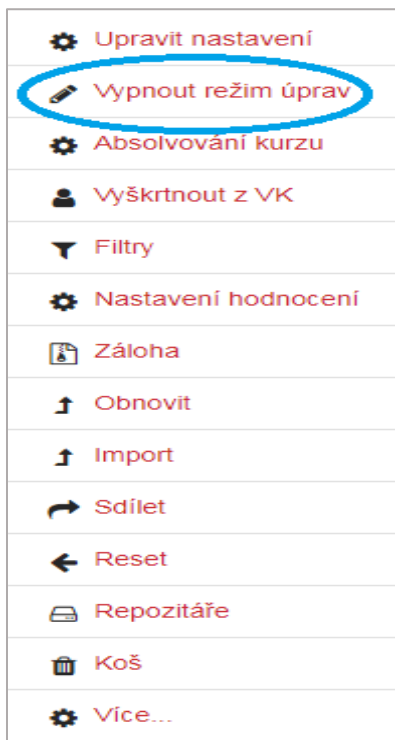 Upravit nastavení
Vypnout režim úprav
Absolvování kurzu
Vyškrtnout z VK
Filtry
Nastavení hodnocení
Záloha
Obnovit
Import
Sdílet
Reset
Repozitáře
Koš
Více...